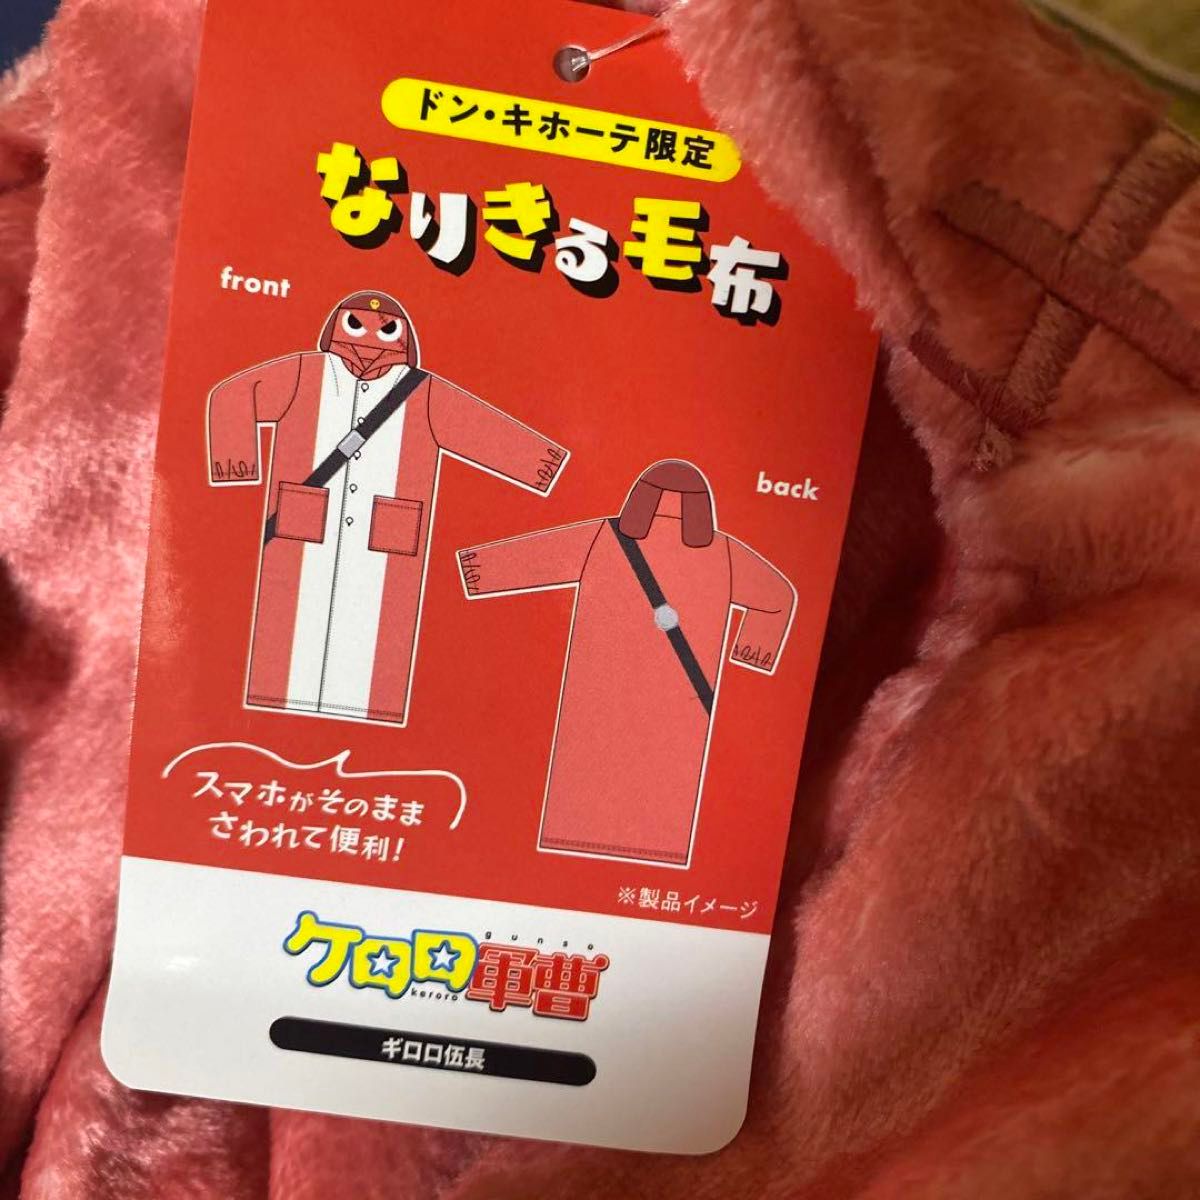 ドン・キホーテ限定
なりきる毛布
front
back
スマホがそのまま
さわれて便利!
※製品イメージ
gunso
ケロロ軍曹
keroro
ギロロ伍長